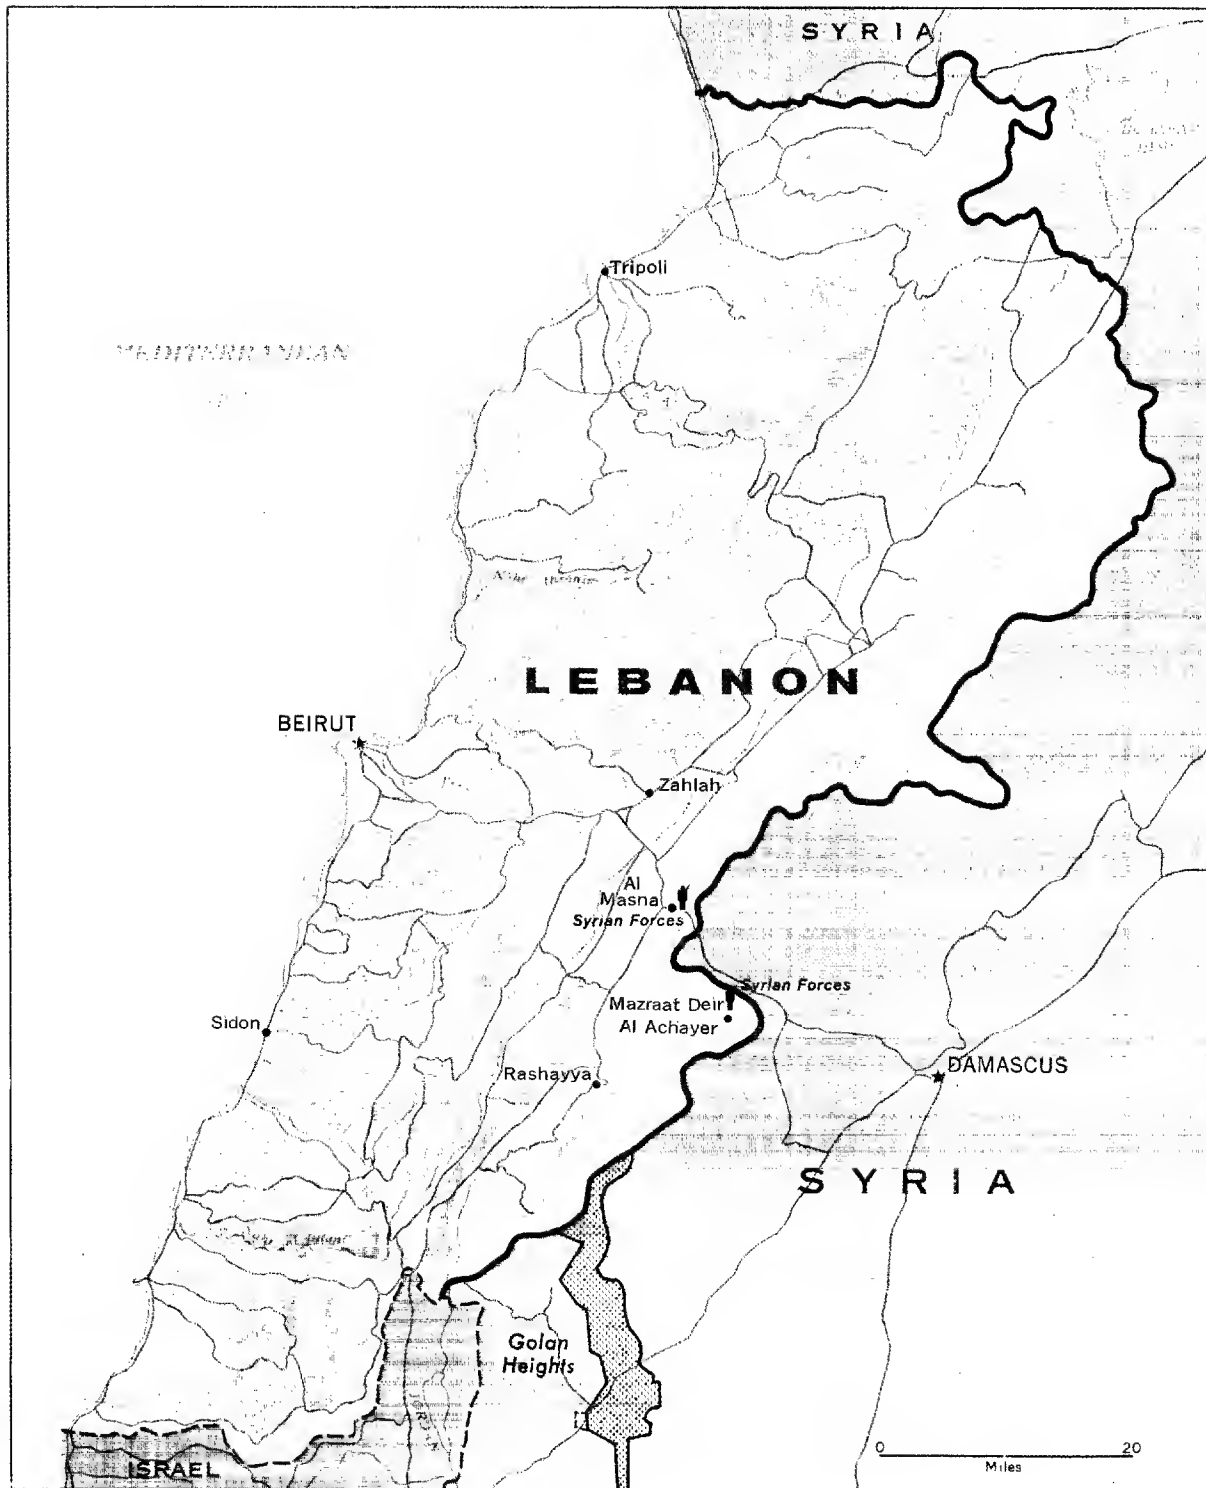 SYRIA
Tripoli
MEDITERRANEAN
LEBANON
BEIRUT
Zahlah
Al
Masna
Syrian Forces
Syrian Forces
Mazraat Deir
Al Achayer
Sidon
Rashayya
DAMASCUS
SYRIA
Golan
Heights
ISRAEL
0 20
Miles